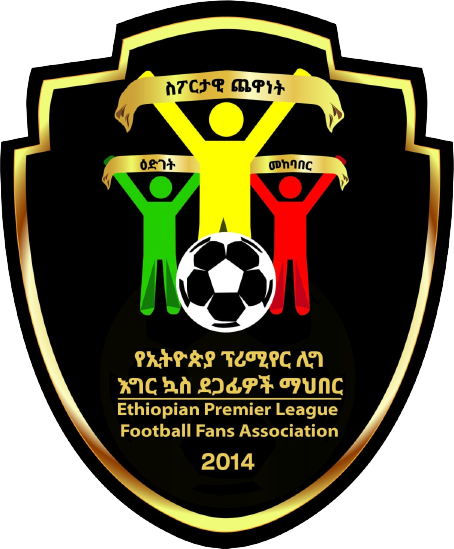 ስፖርታዊ ጨዋነት
ዕድገት
መከባበር
የኢትዮጵያ ፕሪሚየር ሊግ
እግር ኳስ ደጋፊዎች ማህበር
Ethiopian Premier League
Football Fans Association
2014